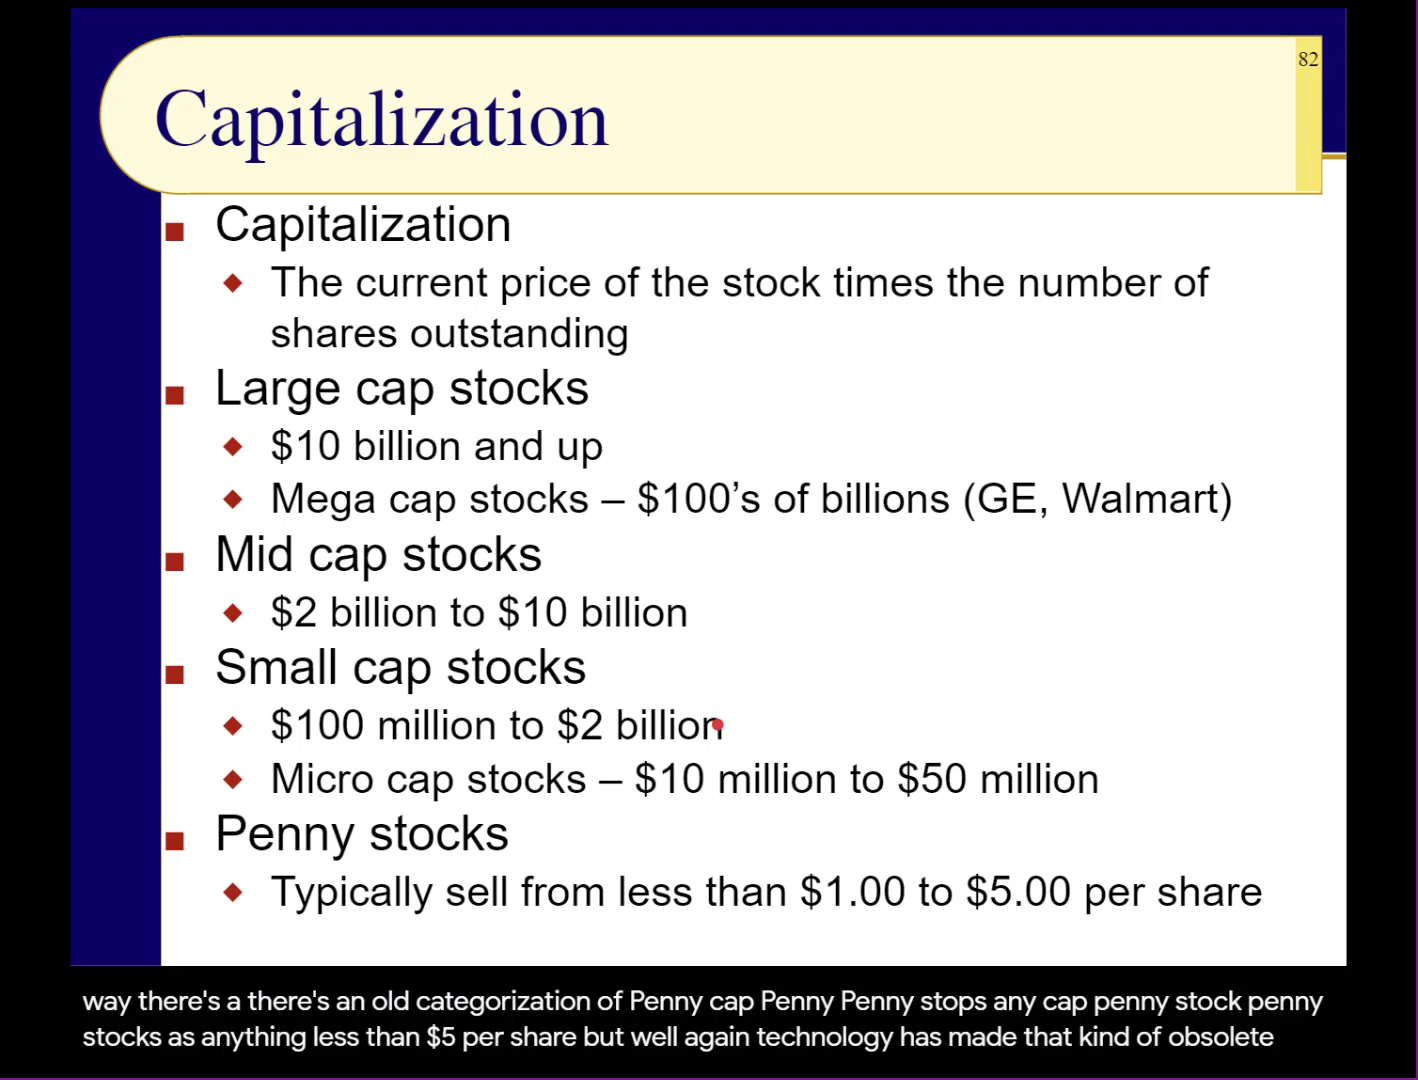 82
Capitalization
Capitalization
The current price of the stock times the number of
shares outstanding
Large cap stocks
$10 billion and up
Mega cap stocks – $100’s of billions (GE, Walmart)
Mid cap stocks
$2 billion to $10 billion
Small cap stocks
$100 million to $2 billion
Micro cap stocks – $10 million to $50 million
Penny stocks
Typically sell from less than $1.00 to $5.00 per share
way there's a there's an old categorization of Penny cap Penny Penny stops any cap penny stock penny
stocks as anything less than $5 per share but well again technology has made that kind of obsolete